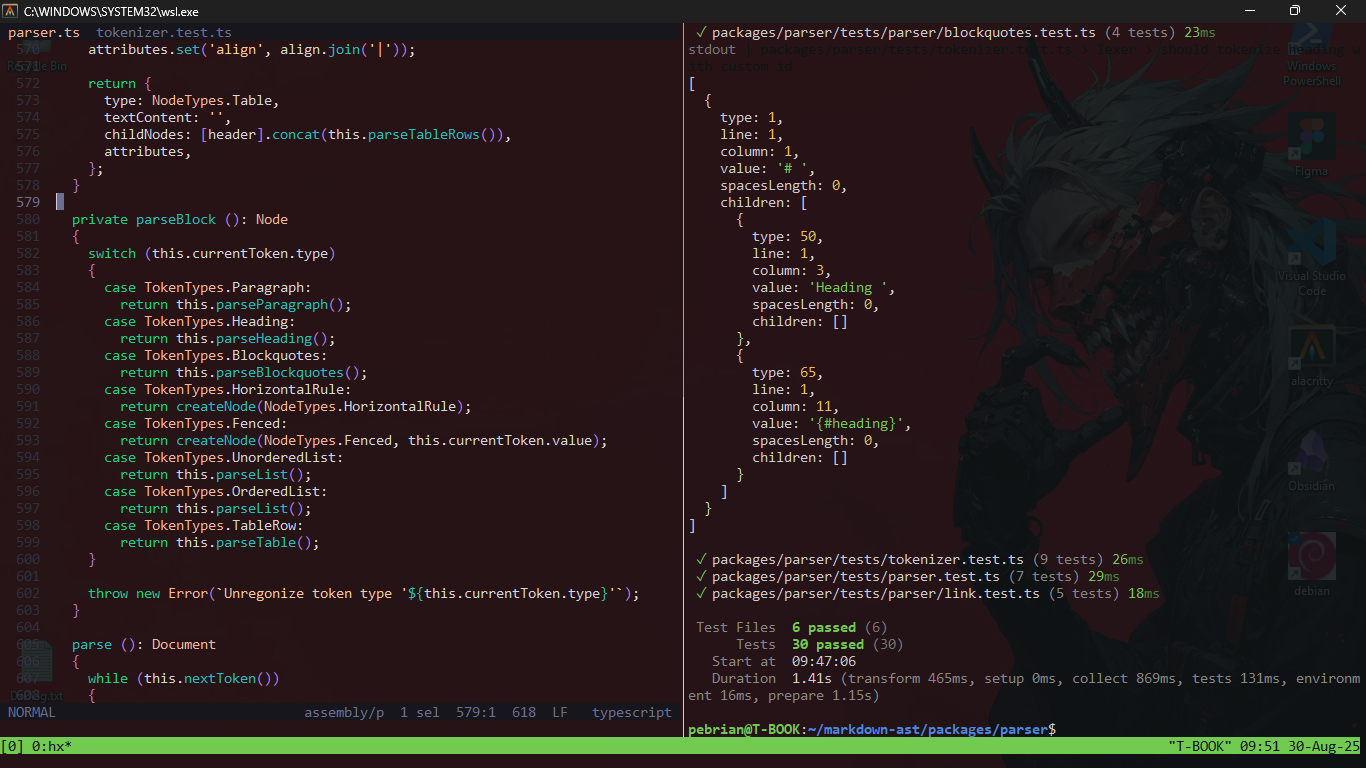 C:\WINDOWS\SYSTEM32\wsl.exe
parser.ts  tokenizer.test.ts
570      attributes.set('align', align.join('|'));
571
572      return {
573        type: NodeTypes.Table,
574        textContent: '',
575        childNodes: [header].concat(this.parseTableRows()),
576        attributes,
577      };
578    }
579
580    private parseBlock (): Node
581    {
582      switch (this.currentToken.type)
583      {
584        case TokenTypes.Paragraph:
585          return this.parseParagraph();
586        case TokenTypes.Heading:
587          return this.parseHeading();
588        case TokenTypes.Blockquotes:
589          return this.parseBlockquotes();
590        case TokenTypes.HorizontalRule:
591          return createNode(NodeTypes.HorizontalRule);
592        case TokenTypes.Fenced:
593          return createNode(NodeTypes.Fenced, this.currentToken.value);
594        case TokenTypes.UnorderedList:
595          return this.parseList();
596        case TokenTypes.OrderedList:
597          return this.parseList();
598        case TokenTypes.TableRow:
599          return this.parseTable();
600      }
601
602      throw new Error(`Unregonize token type '${this.currentToken.type}'`);
603    }
604
605    parse (): Document
606    {
607      while (this.nextToken())
608      {
NORMAL  assembly/p  1 sel  579:1  618  LF  typescript
✓ packages/parser/tests/parser/blockquotes.test.ts (4 tests) 23ms
stdout | packages/parser/tests/tokenizer.test.ts > lexer > should tokenize heading w
ith custom id
[
  {
    type: 1,
    line: 1,
    column: 1,
    value: '# ',
    spacesLength: 0,
    children: [
      {
        type: 50,
        line: 1,
        column: 3,
        value: 'Heading ',
        spacesLength: 0,
        children: []
      },
      {
        type: 65,
        line: 1,
        column: 11,
        value: '{#heading}',
        spacesLength: 0,
        children: []
      }
    ]
  }
]
✓ packages/parser/tests/tokenizer.test.ts (9 tests) 26ms
✓ packages/parser/tests/parser.test.ts (7 tests) 29ms
✓ packages/parser/tests/parser/link.test.ts (5 tests) 18ms
Test Files  6 passed (6)
Tests  30 passed (30)
Start at  09:47:06
Duration  1.41s (transform 465ms, setup 0ms, collect 869ms, tests 131ms, environm
ent 16ms, prepare 1.15s)
pebrian@T-BOOK:~/markdown-ast/packages/parser$
[0] 0:hx*
"T-BOOK" 09:51 30-Aug-25
Recycle Bin
Windows
PowerShell
Figma
Visual Studio
Code
alacritty
Obsidian
debian